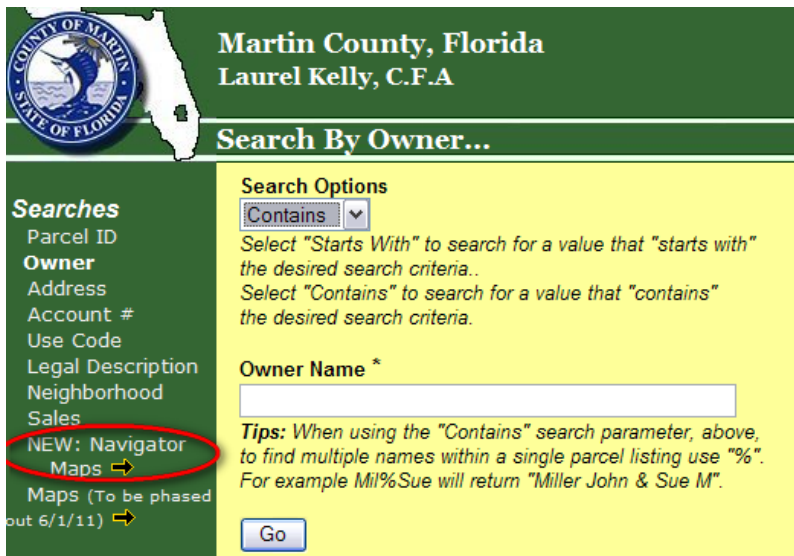 COUNTY OF MARTIN
STATE OF FLORIDA
Martin County, Florida
Laurel Kelly, C.F.A
Search By Owner...
Searches
Parcel ID
Owner
Address
Account #
Use Code
Legal Description
Neighborhood
Sales
NEW: Navigator
Maps
Maps (To be phased
out 6/1/11)
Search Options
Contains
Select "Starts With" to search for a value that "starts with"
the desired search criteria..
Select "Contains" to search for a value that "contains"
the desired search criteria.
Owner Name *
Tips: When using the "Contains" search parameter, above,
to find multiple names within a single parcel listing use "%".
For example Mil%Sue will return "Miller John & Sue M".
Go